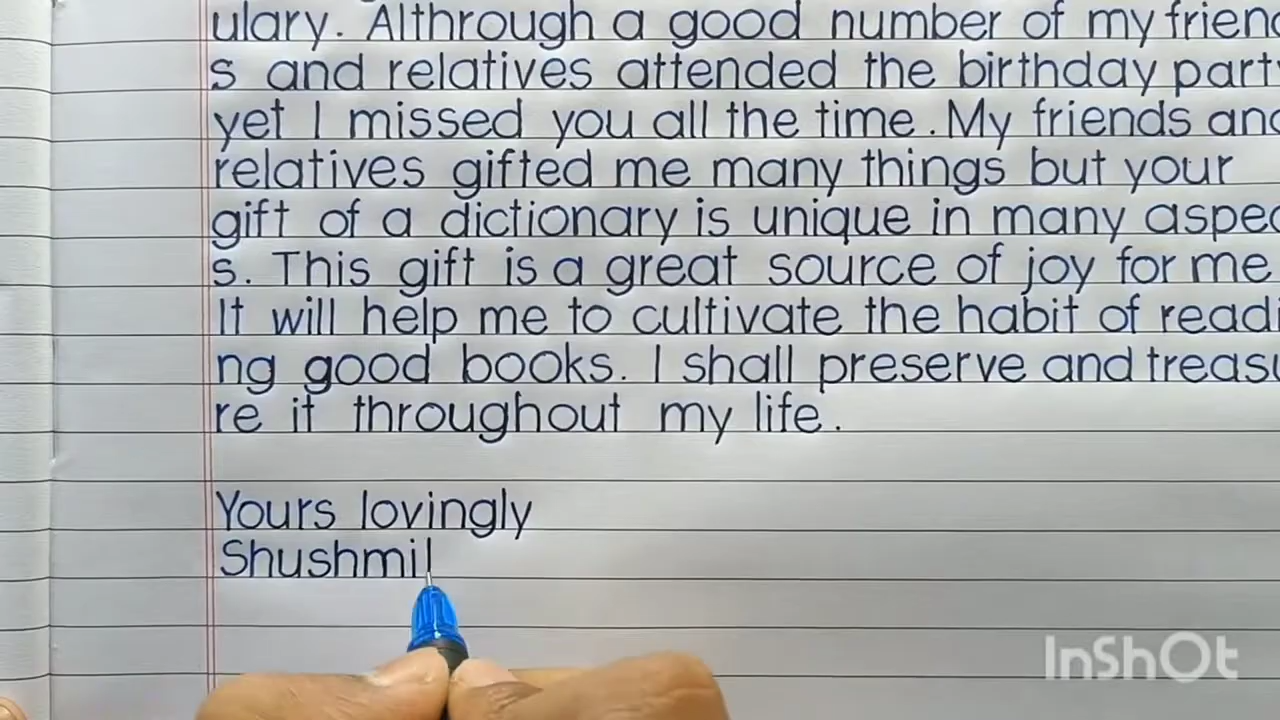 ulary. Althrough a good number of my friend
s and relatives attended the birthday party
yet I missed you all the time. My friends and
relatives gifted me many things but your
gift of a dictionary is unique in many aspec
s. This gift is a great source of joy for me
It will help me to cultivate the habit of readi
ng good books. I shall preserve and treasu
re it throughout my life.
Yours lovingly
Shushmil
InShOt